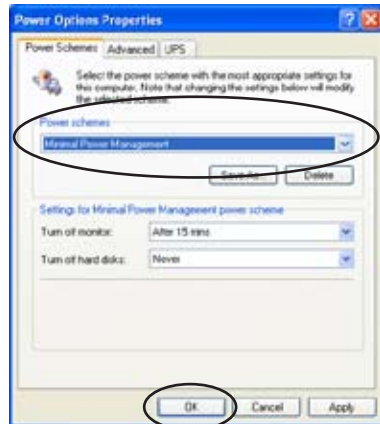 Power Options Properties
Power Schemes Advanced UPS
Select the power scheme with the most appropriate settings for
this computer. Note that changing the settings below will modify
the selected scheme.
Power schemes
Minimal Power Management
Save As... Delete
Settings for Minimal Power Management power scheme
Turn off monitor: After 15 mins
Turn off hard disks: Never
OK Cancel Apply